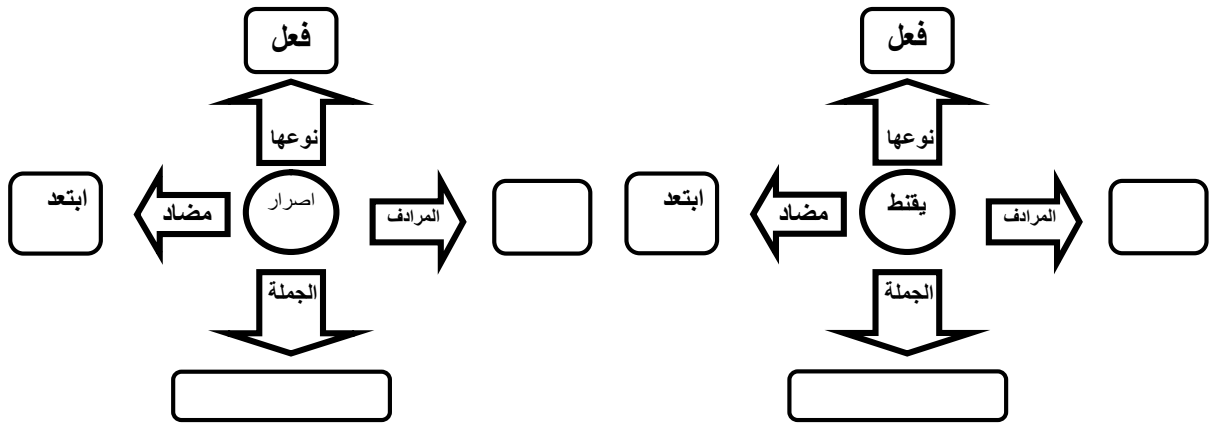 فعل
نوعها
يقنط
المرادف
مضاد
ابتعد
الجملة
فعل
نوعها
اصرار
المرادف
مضاد
ابتعد
الجملة